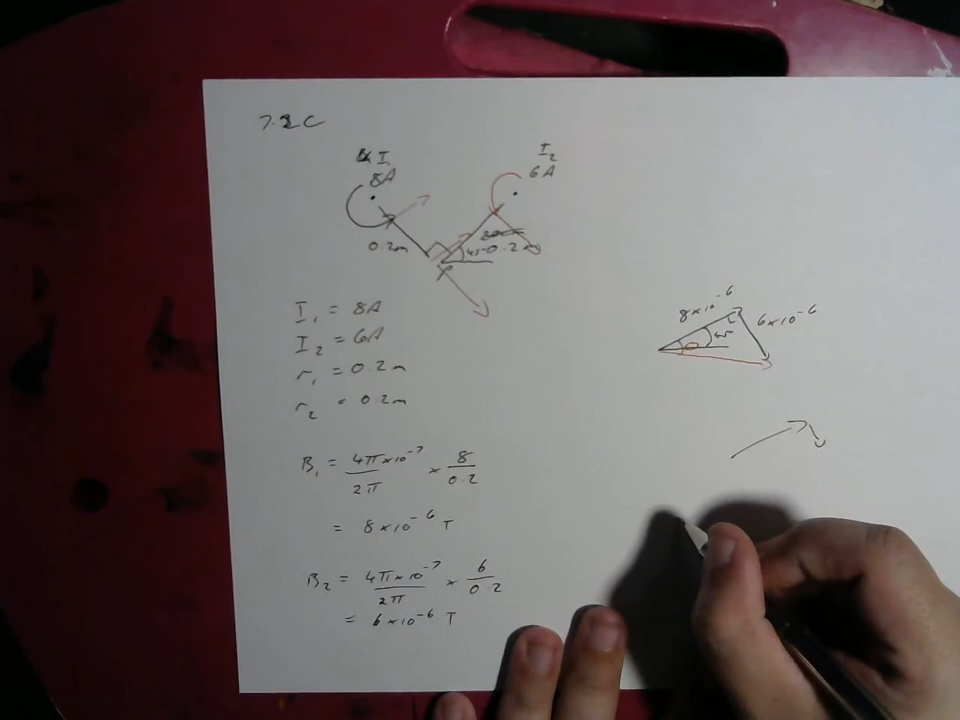 7.2C
I1
I2
8A
6A
0.2m
45
0.2m
P
I1 = 8A
I2 = 6A
r1 = 0.2m
r2 = 0.2m
8×10^-6
6×10^-6
45
B1 = 4π×10^-7 / 2π × 8 / 0.2
= 8×10^-6 T
B2 = 4π×10^-7 / 2π × 6 / 0.2
= 6×10^-6 T